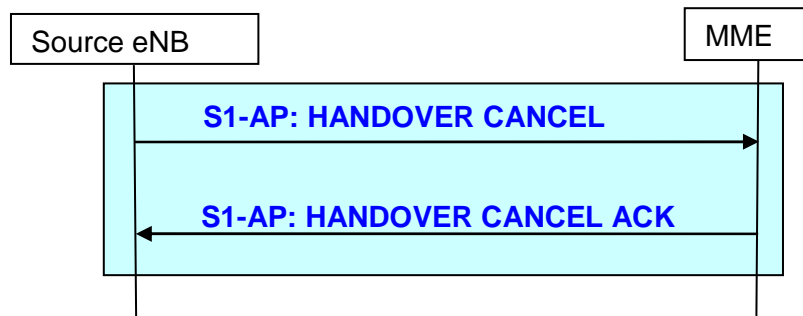 Source eNB
MME
S1-AP: HANDOVER CANCEL
S1-AP: HANDOVER CANCEL ACK